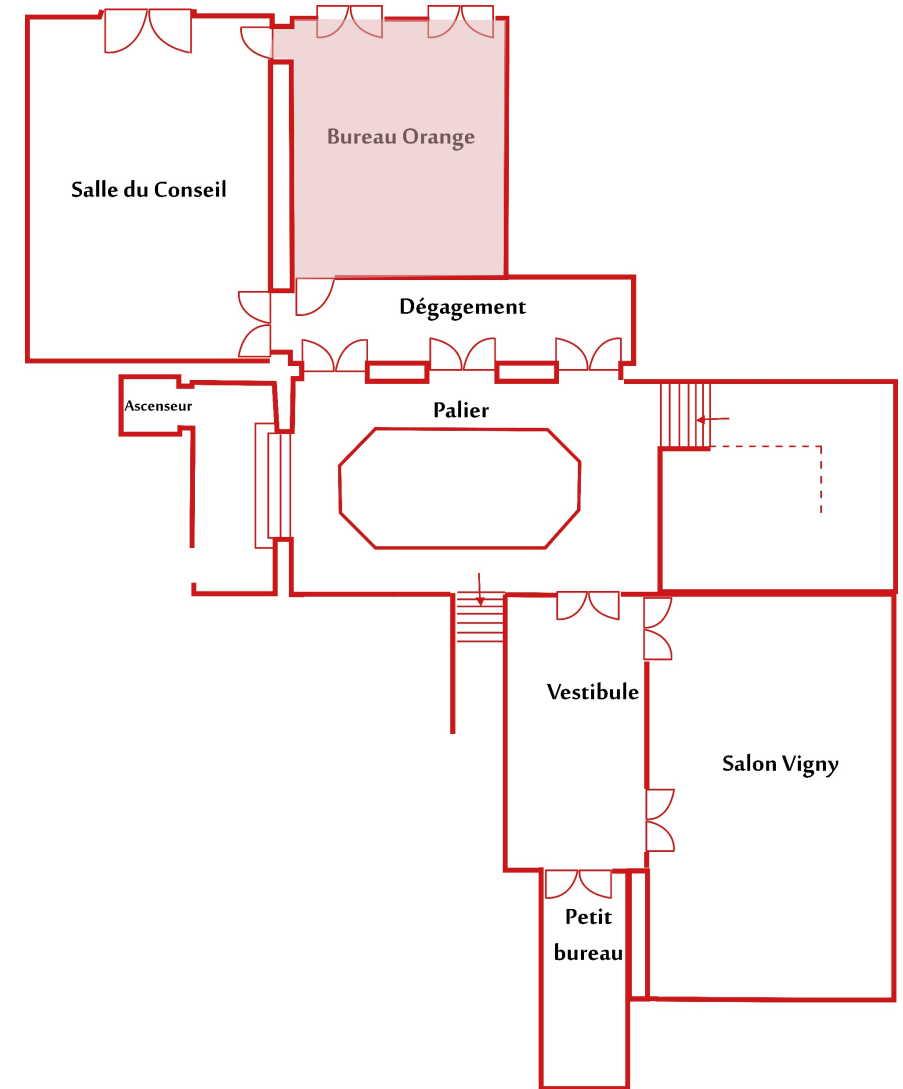 Bureau Orange
Salle du Conseil
Dégagement
Ascenseur
Palier
Vestibule
Salon Vigny
Petit
bureau